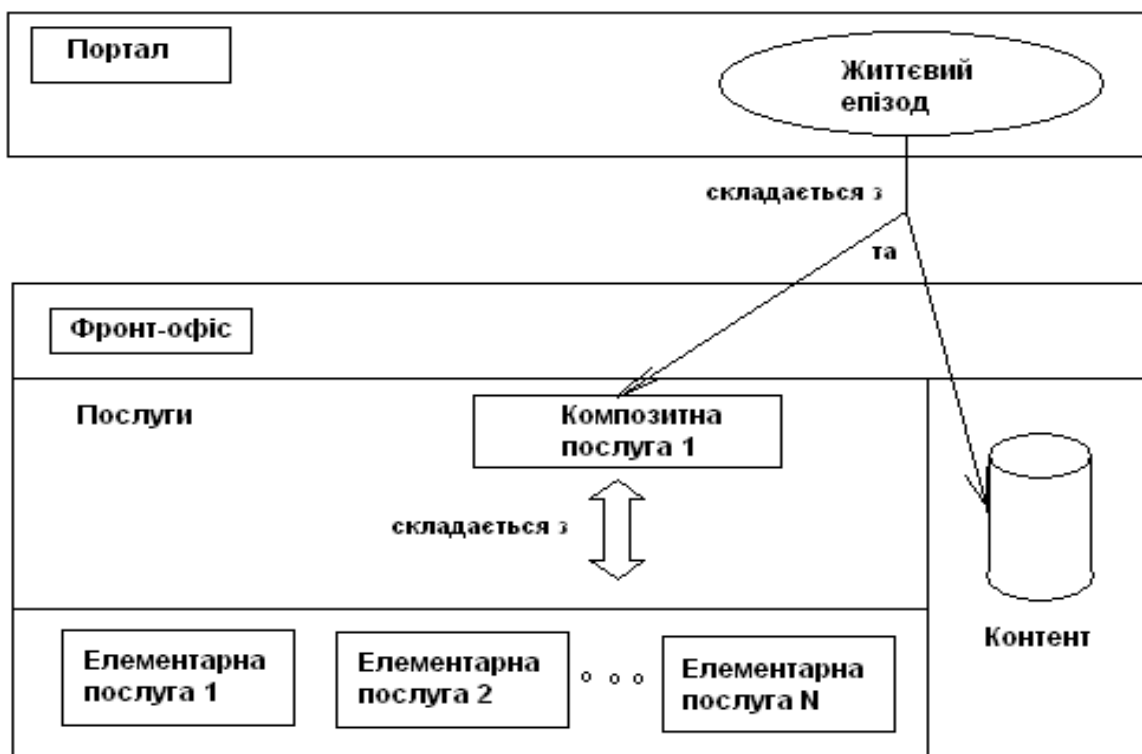 Портал
Життєвий
епізод
складається з
та
Фронт-офіс
Послуги
Композитна
послуга 1
складається з
Контент
Елементарна
послуга 1
Елементарна
послуга 2
Елементарна
послуга N